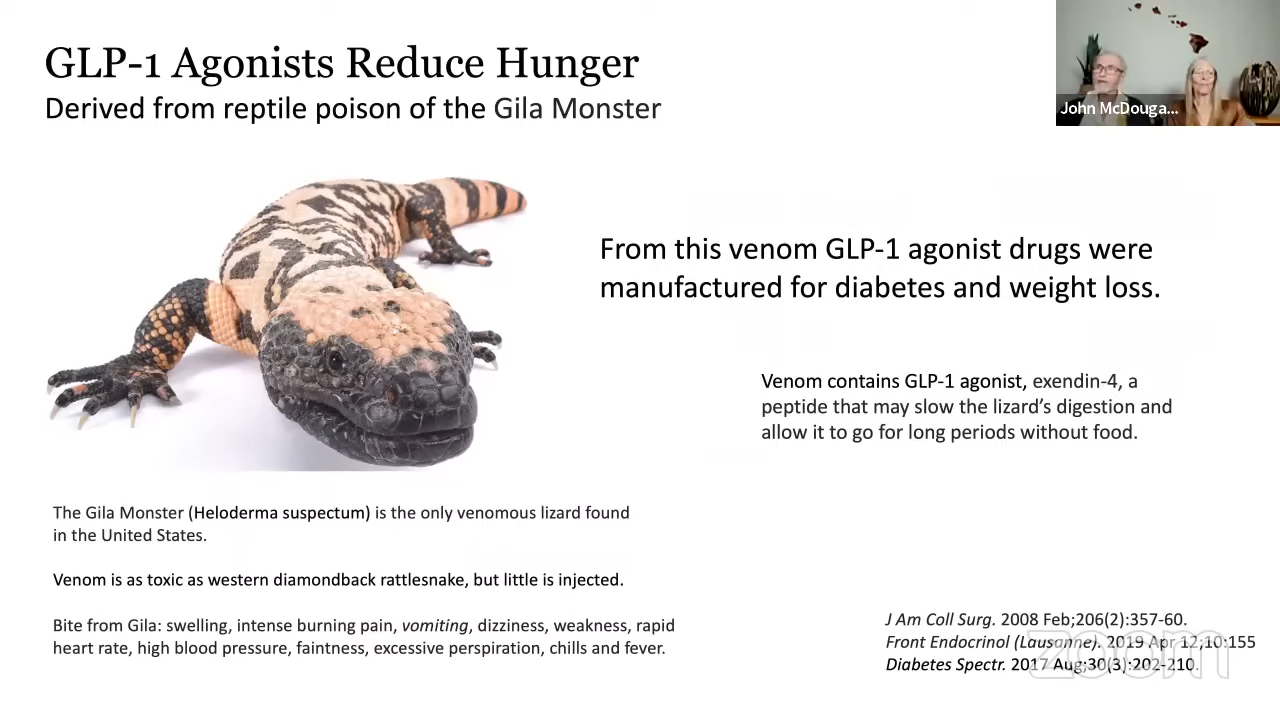 GLP-1 Agonists Reduce Hunger
Derived from reptile poison of the Gila Monster
John McDouga...
From this venom GLP-1 agonist drugs were
manufactured for diabetes and weight loss.
Venom contains GLP-1 agonist, exendin-4, a
peptide that may slow the lizard’s digestion and
allow it to go for long periods without food.
The Gila Monster (Heloderma suspectum) is the only venomous lizard found
in the United States.
Venom is as toxic as western diamondback rattlesnake, but little is injected.
Bite from Gila: swelling, intense burning pain, vomiting, dizziness, weakness, rapid
heart rate, high blood pressure, faintness, excessive perspiration, chills and fever.
J Am Coll Surg. 2008 Feb;206(2):357-60.
Front Endocrinol (Lausanne). 2019 Apr 12;10:155
Diabetes Spectr. 2017 Aug;30(3):202-210.
zoom